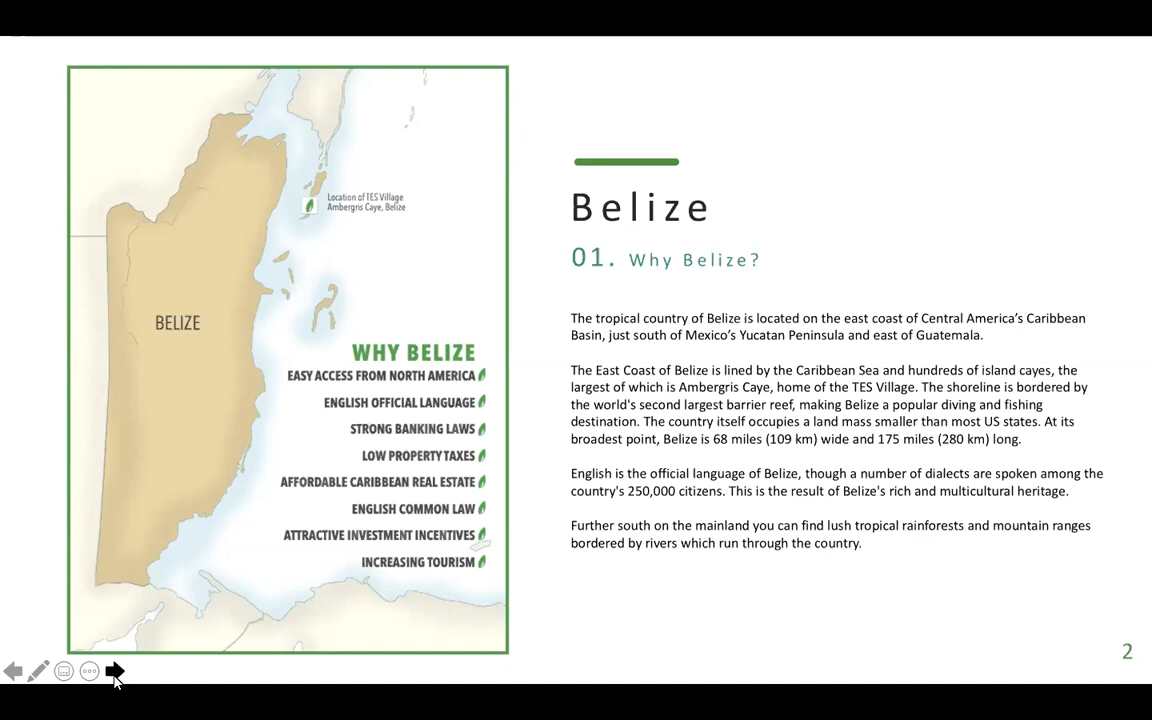 Location of TES Village
Ambergris Caye, Belize
BELIZE
WHY BELIZE
EASY ACCESS FROM NORTH AMERICA
ENGLISH OFFICIAL LANGUAGE
STRONG BANKING LAWS
LOW PROPERTY TAXES
AFFORDABLE CARIBBEAN REAL ESTATE
ENGLISH COMMON LAW
ATTRACTIVE INVESTMENT INCENTIVES
INCREASING TOURISM
Belize
01. Why Belize?
The tropical country of Belize is located on the east coast of Central America’s Caribbean
Basin, just south of Mexico’s Yucatan Peninsula and east of Guatemala.
The East Coast of Belize is lined by the Caribbean Sea and hundreds of island cayes, the
largest of which is Ambergris Caye, home of the TES Village. The shoreline is bordered by
the world's second largest barrier reef, making Belize a popular diving and fishing
destination. The country itself occupies a land mass smaller than most US states. At its
broadest point, Belize is 68 miles (109 km) wide and 175 miles (280 km) long.
English is the official language of Belize, though a number of dialects are spoken among the
country's 250,000 citizens. This is the result of Belize's rich and multicultural heritage.
Further south on the mainland you can find lush tropical rainforests and mountain ranges
bordered by rivers which run through the country.
2